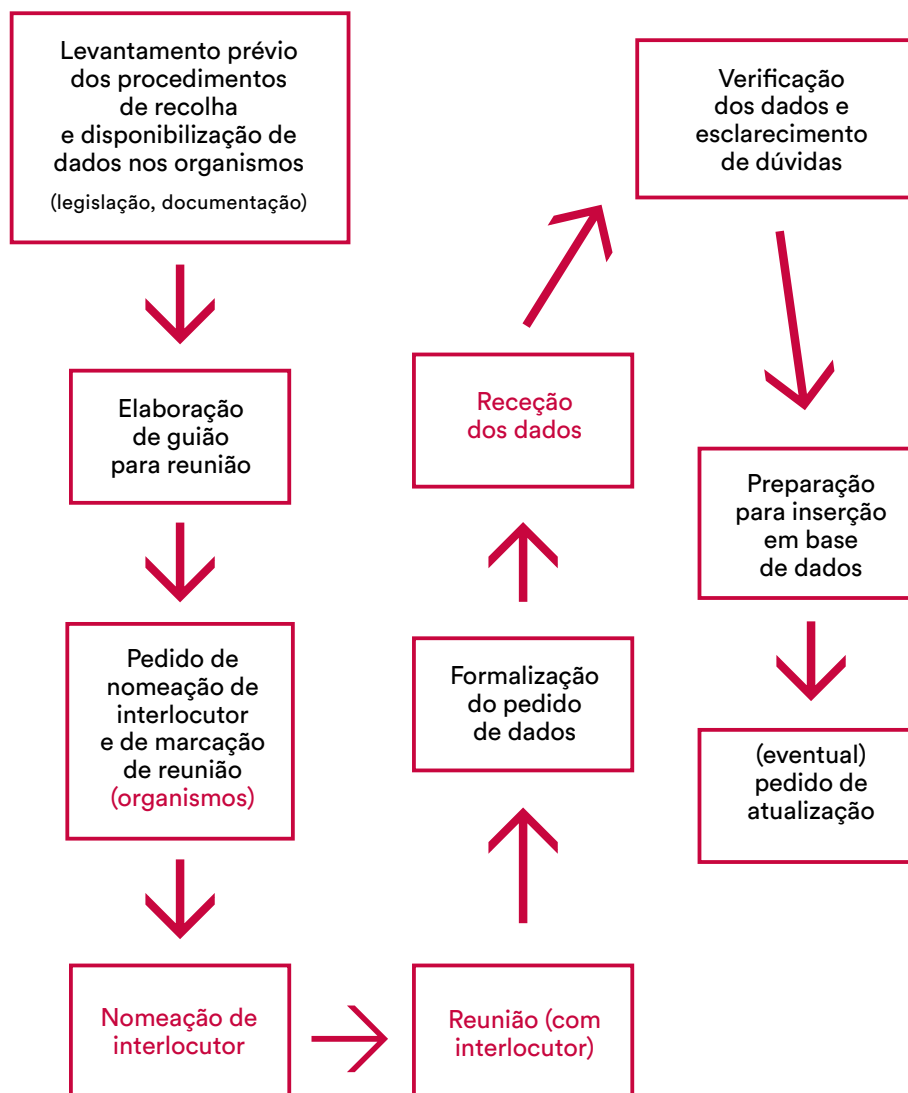 Levantamento prévio
dos procedimentos
de recolha
e disponibilização de
dados nos organismos
(legislação, documentação)
Elaboração
de guião
para reunião
Pedido de
nomeação de
interlocutor
e de marcação
de reunião
(organismos)
Nomeação de
interlocutor
Reunião (com
interlocutor)
Formalização
do pedido
de dados
Receção
dos dados
Verificação
dos dados e
esclarecimento
de dúvidas
Preparação
para inserção
em base
de dados
(eventual)
pedido de
atualização